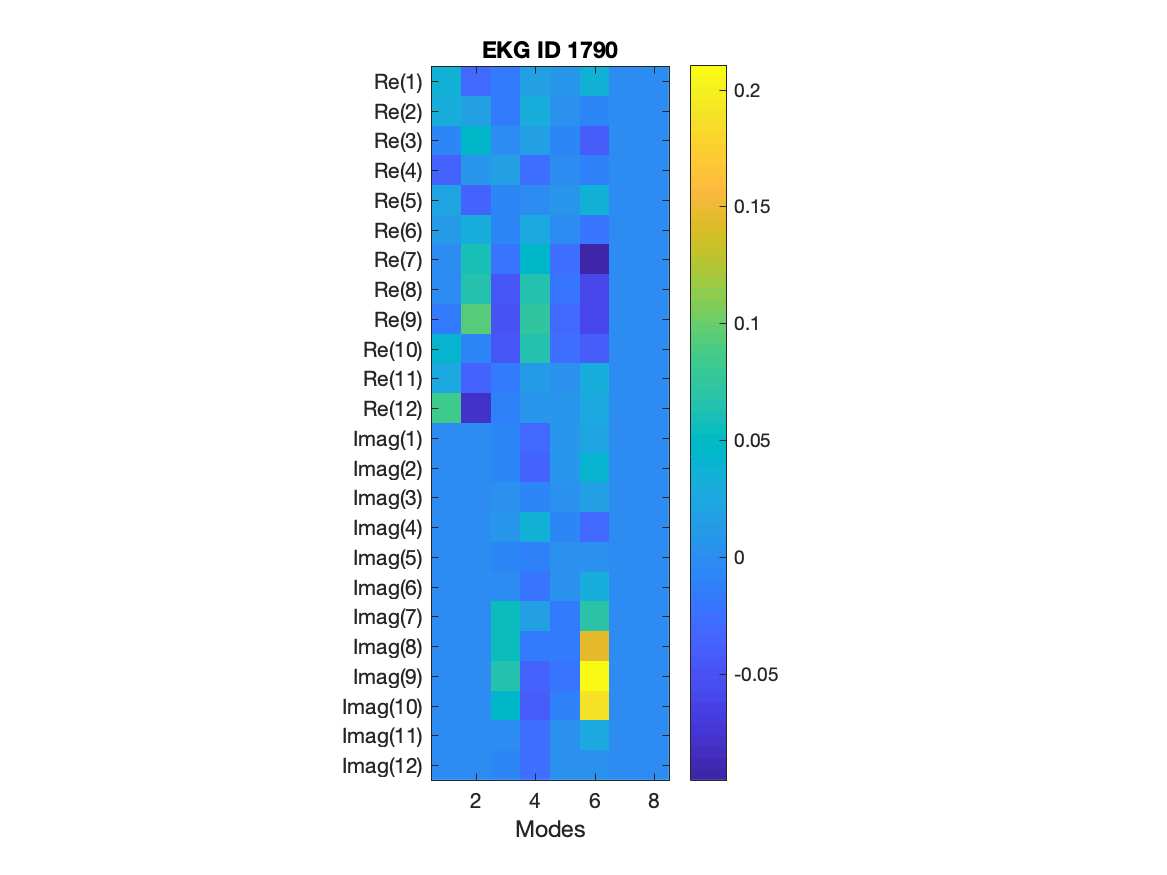 EKG ID 1790
Re(1)
Re(2)
Re(3)
Re(4)
Re(5)
Re(6)
Re(7)
Re(8)
Re(9)
Re(10)
Re(11)
Re(12)
Imag(1)
Imag(2)
Imag(3)
Imag(4)
Imag(5)
Imag(6)
Imag(7)
Imag(8)
Imag(9)
Imag(10)
Imag(11)
Imag(12)
2 4 6 8
Modes
0.2
0.15
0.1
0.05
0
-0.05